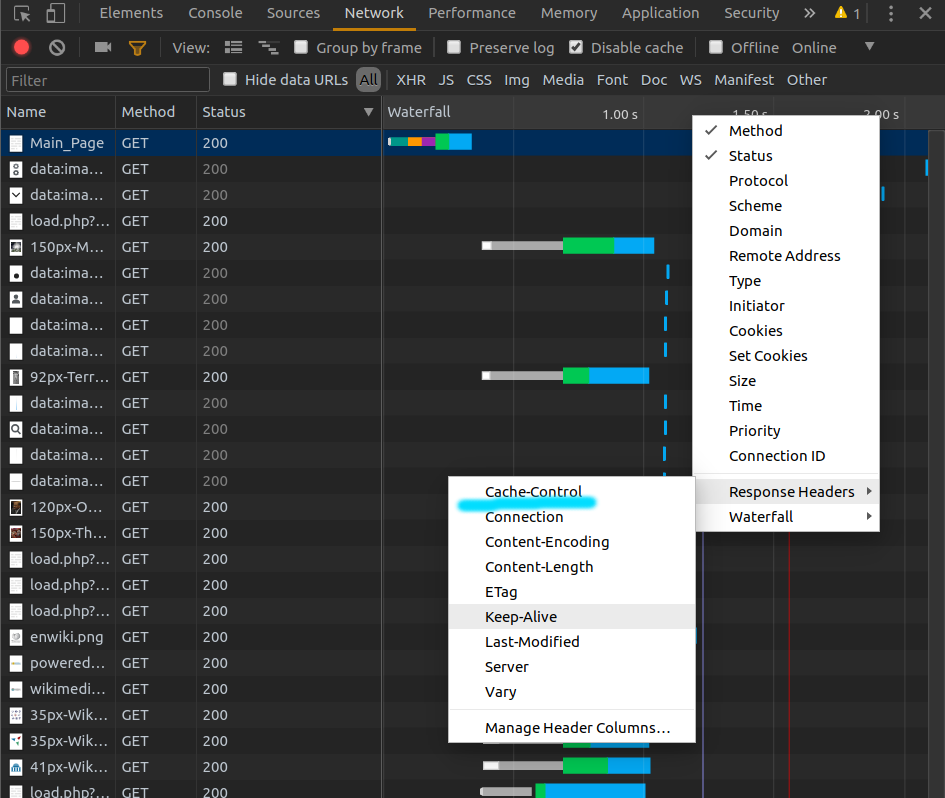 Elements Console Sources Network Performance Memory Application Security » 1
View: Group by frame Preserve log Disable cache Offline Online
Filter Hide data URLs All XHR JS CSS Img Media Font Doc WS Manifest Other
Name Method Status Waterfall 1.00 s 1.50 s 2.00 s
Main_Page GET 200
data:ima... GET 200
data:ima... GET 200
load.php?... GET 200
150px-M... GET 200
data:ima... GET 200
data:ima... GET 200
data:ima... GET 200
data:ima... GET 200
92px-Terr... GET 200
data:ima... GET 200
data:ima... GET 200
data:ima... GET 200
data:ima... GET 200
120px-O... GET 200
150px-Th... GET 200
load.php?... GET 200
load.php?... GET 200
load.php?... GET 200
enwiki.png GET 200
powered... GET 200
wikimedi... GET 200
35px-Wik... GET 200
35px-Wik... GET 200
41px-Wik... GET 200
load.php?... GET 200
Method
Status
Protocol
Scheme
Domain
Remote Address
Type
Initiator
Cookies
Set Cookies
Size
Time
Priority
Connection ID
Response Headers
Waterfall
Cache-Control
Connection
Content-Encoding
Content-Length
ETag
Keep-Alive
Last-Modified
Server
Vary
Manage Header Columns...